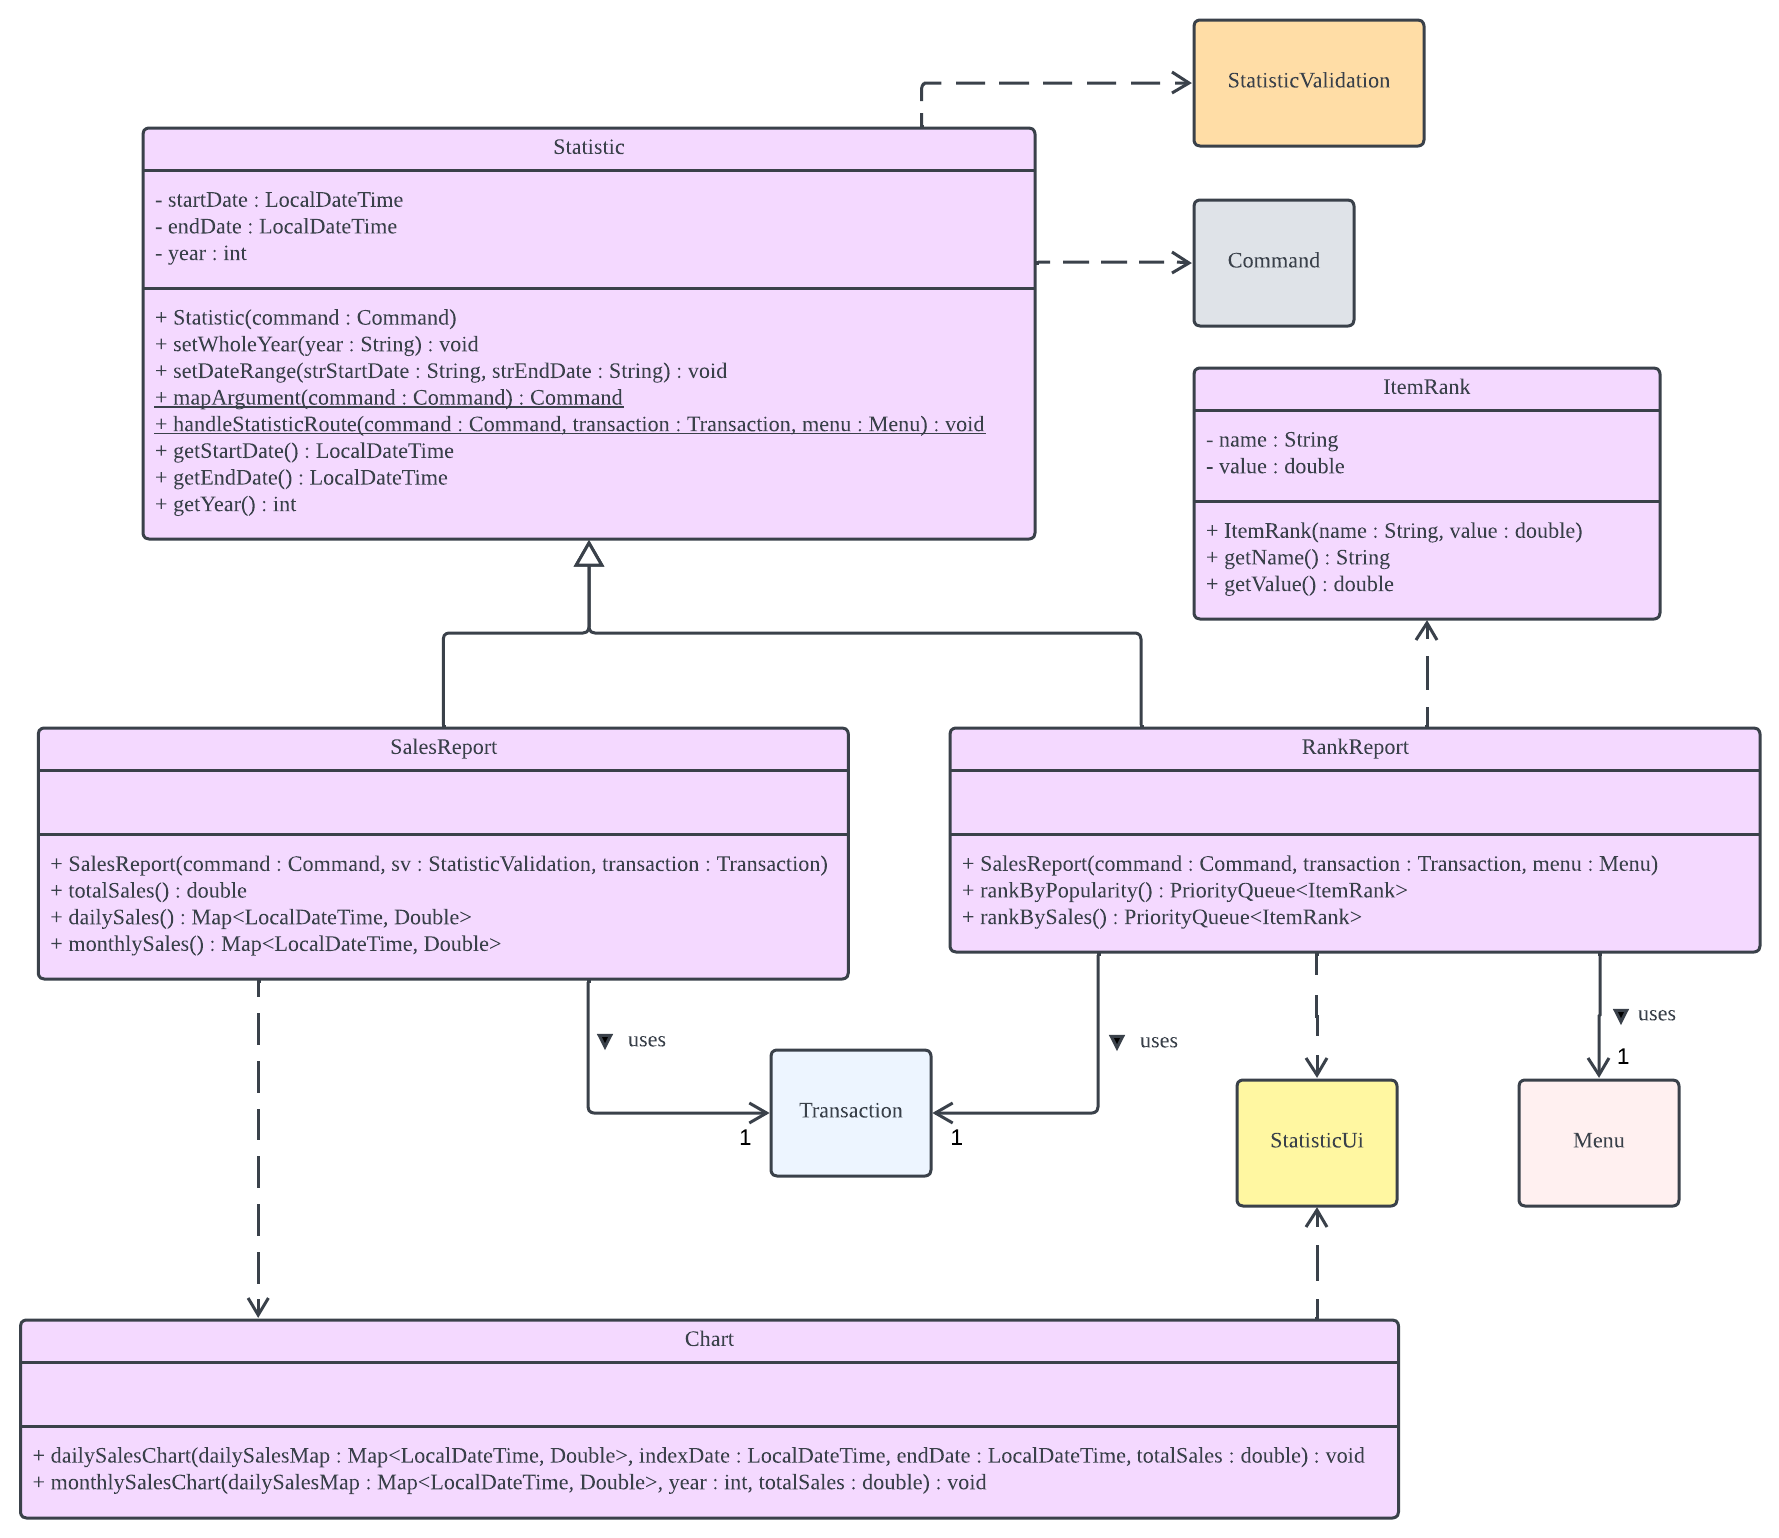 StatisticValidation
Statistic
- startDate : LocalDateTime
- endDate : LocalDateTime
- year : int
Command
+ Statistic(command : Command)
+ setWholeYear(year : String) : void
+ setDateRange(strStartDate : String, strEndDate : String) : void
+ mapArgument(command : Command) : Command
+ handleStatisticRoute(command : Command, transaction : Transaction, menu : Menu) : void
+ getStartDate() : LocalDateTime
+ getEndDate() : LocalDateTime
+ getYear() : int
ItemRank
- name : String
- value : double
+ ItemRank(name : String, value : double)
+ getName() : String
+ getValue() : double
SalesReport
+ SalesReport(command : Command, sv : StatisticValidation, transaction : Transaction)
+ totalSales() : double
+ dailySales() : Map<LocalDateTime, Double>
+ monthlySales() : Map<LocalDateTime, Double>
RankReport
+ SalesReport(command : Command, transaction : Transaction, menu : Menu)
+ rankByPopularity() : PriorityQueue<ItemRank>
+ rankBySales() : PriorityQueue<ItemRank>
▼ uses
▼ uses
▼ uses
1
Transaction
1
1
StatisticUi
Menu
Chart
+ dailySalesChart(dailySalesMap : Map<LocalDateTime, Double>, indexDate : LocalDateTime, endDate : LocalDateTime, totalSales : double) : void
+ monthlySalesChart(dailySalesMap : Map<LocalDateTime, Double>, year : int, totalSales : double) : void